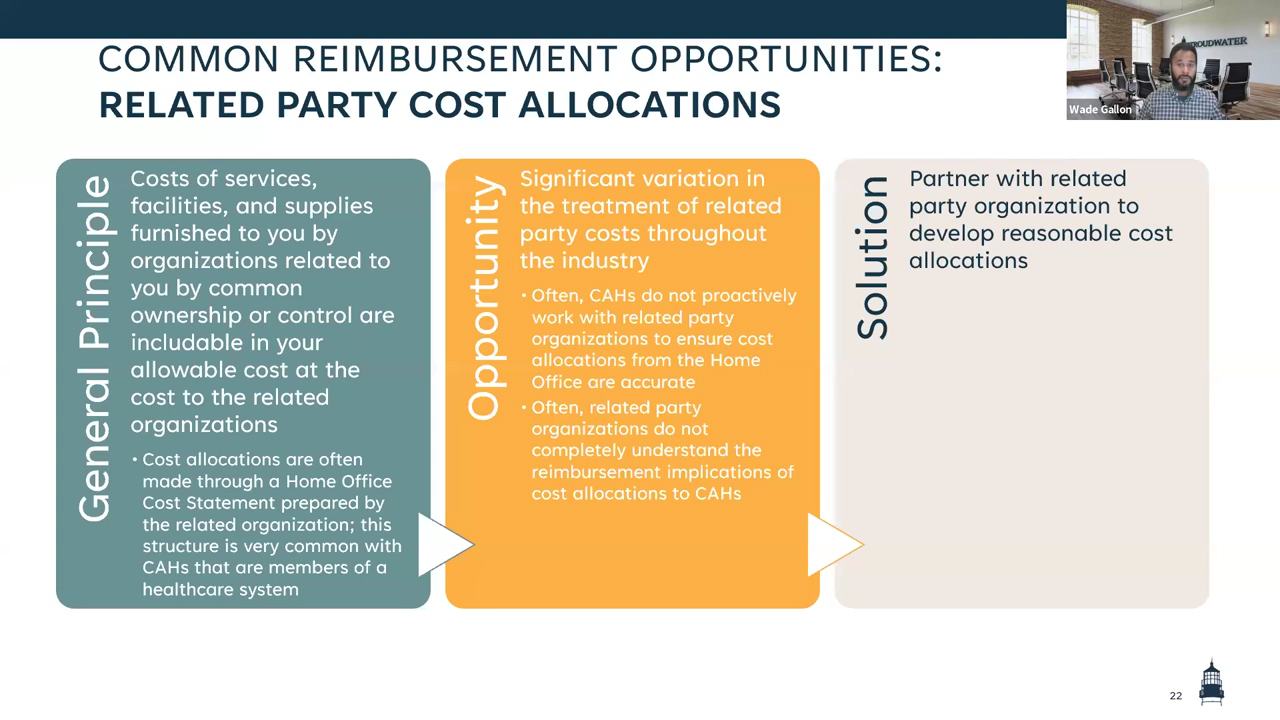 COMMON REIMBURSEMENT OPPORTUNITIES:
RELATED PARTY COST ALLOCATIONS
Wade Gallon
General Principle
Costs of services,
facilities, and supplies
furnished to you by
organizations related to
you by common
ownership or control are
includable in your
allowable cost at the
cost to the related
organizations
• Cost allocations are often
made through a Home Office
Cost Statement prepared by
the related organization; this
structure is very common with
CAHs that are members of a
healthcare system
Opportunity
Significant variation in
the treatment of related
party costs throughout
the industry
• Often, CAHs do not proactively
work with related party
organizations to ensure cost
allocations from the Home
Office are accurate
• Often, related party
organizations do not
completely understand the
reimbursement implications of
cost allocations to CAHs
Solution
Partner with related
party organization to
develop reasonable cost
allocations
22